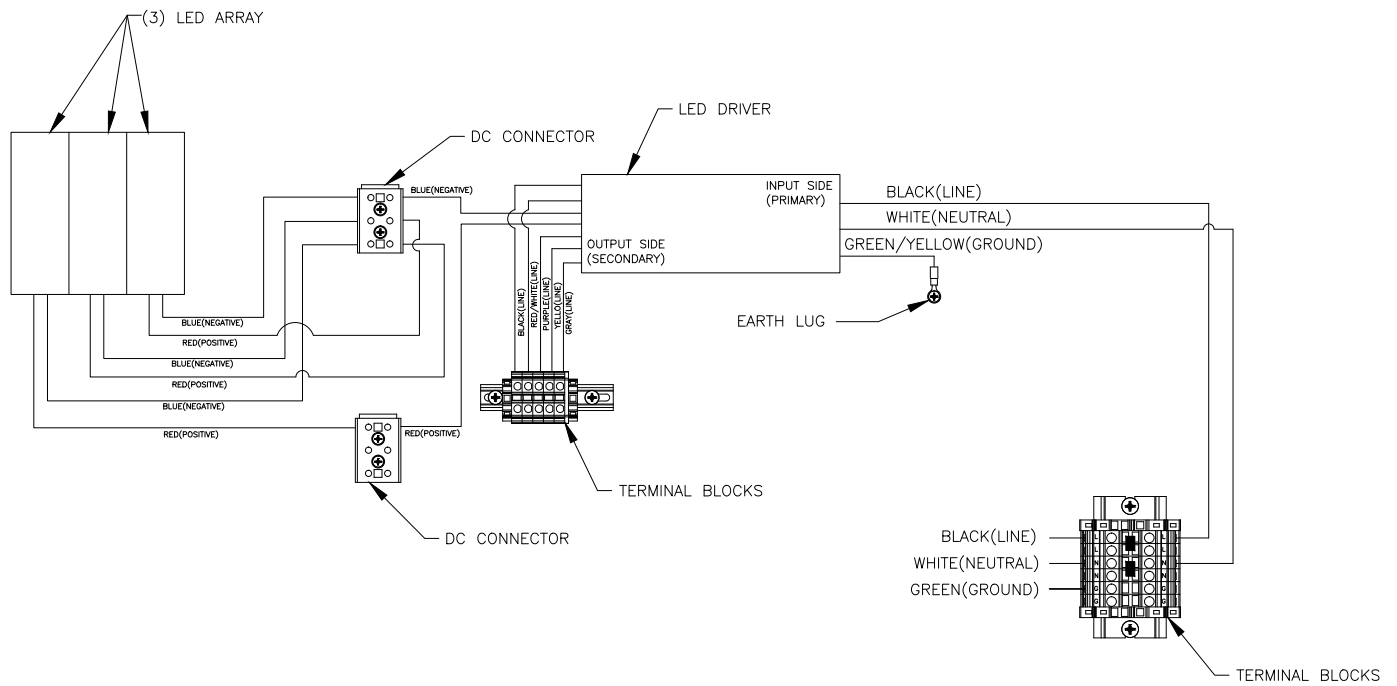 (3) LED ARRAY
LED DRIVER
DC CONNECTOR
BLUE(NEGATIVE)
INPUT SIDE
(PRIMARY)
BLACK(LINE)
WHITE(NEUTRAL)
GREEN/YELLOW(GROUND)
OUTPUT SIDE
(SECONDARY)
BLACK(LINE)
RED/WHITE(LINE)
PURPLE(LINE)
YELLO(LINE)
GRAY(LINE)
EARTH LUG
BLUE(NEGATIVE)
RED(POSITIVE)
BLUE(NEGATIVE)
RED(POSITIVE)
BLUE(NEGATIVE)
RED(POSITIVE)
RED(POSITIVE)
TERMINAL BLOCKS
DC CONNECTOR
BLACK(LINE)
WHITE(NEUTRAL)
GREEN(GROUND)
L L
L L
N N
N N
G G
G G
TERMINAL BLOCKS